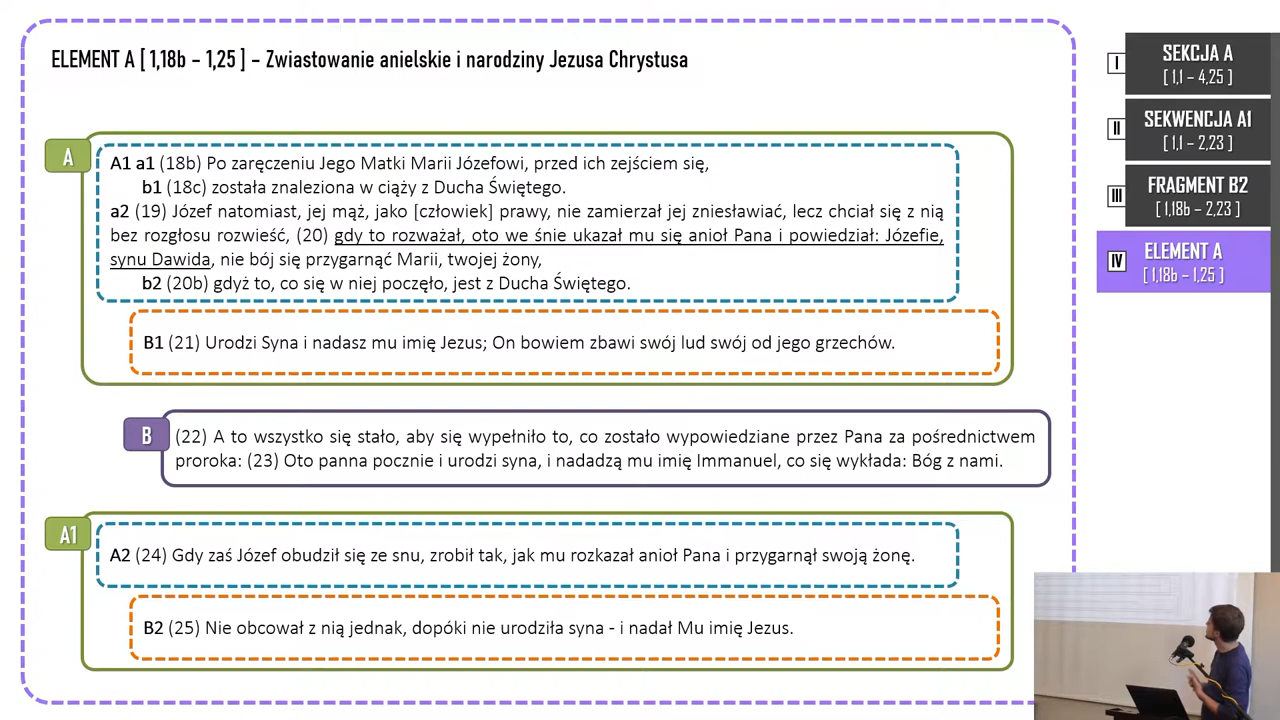 ELEMENT A [ 1,18b – 1,25 ] – Zwiastowanie anielskie i narodziny Jezusa Chrystusa
A
A1 a1 (18b) Po zaręczeniu Jego Matki Marii Józefowi, przed ich zejściem się,
b1 (18c) została znaleziona w ciąży z Ducha Świętego.
a2 (19) Józef natomiast, jej mąż, jako [człowiek] prawy, nie zamierzał jej zniesławiać, lecz chciał się z nią
bez rozgłosu rozwieść, (20) gdy to rozważał, oto we śnie ukazał mu się anioł Pana i powiedział: Józefie,
synu Dawida, nie bój się przygarnąć Marii, twojej żony,
b2 (20b) gdyż to, co się w niej poczęło, jest z Ducha Świętego.
B1 (21) Urodzi Syna i nadasz mu imię Jezus; On bowiem zbawi swój lud swój od jego grzechów.
B
(22) A to wszystko się stało, aby się wypełniło to, co zostało wypowiedziane przez Pana za pośrednictwem
proroka: (23) Oto panna pocznie i urodzi syna, i nadadzą mu imię Immanuel, co się wykłada: Bóg z nami.
A1
A2 (24) Gdy zaś Józef obudził się ze snu, zrobił tak, jak mu rozkazał anioł Pana i przygarnął swoją żonę.
B2 (25) Nie obcował z nią jednak, dopóki nie urodziła syna - i nadał Mu imię Jezus.
I
SEKCJA A
[ 1,1 – 4,25 ]
II
SEKWENCJA A1
[ 1,1 – 2,23 ]
III
FRAGMENT B2
[ 1,18b – 2,23 ]
IV
ELEMENT A
[ 1,18b – 1,25 ]